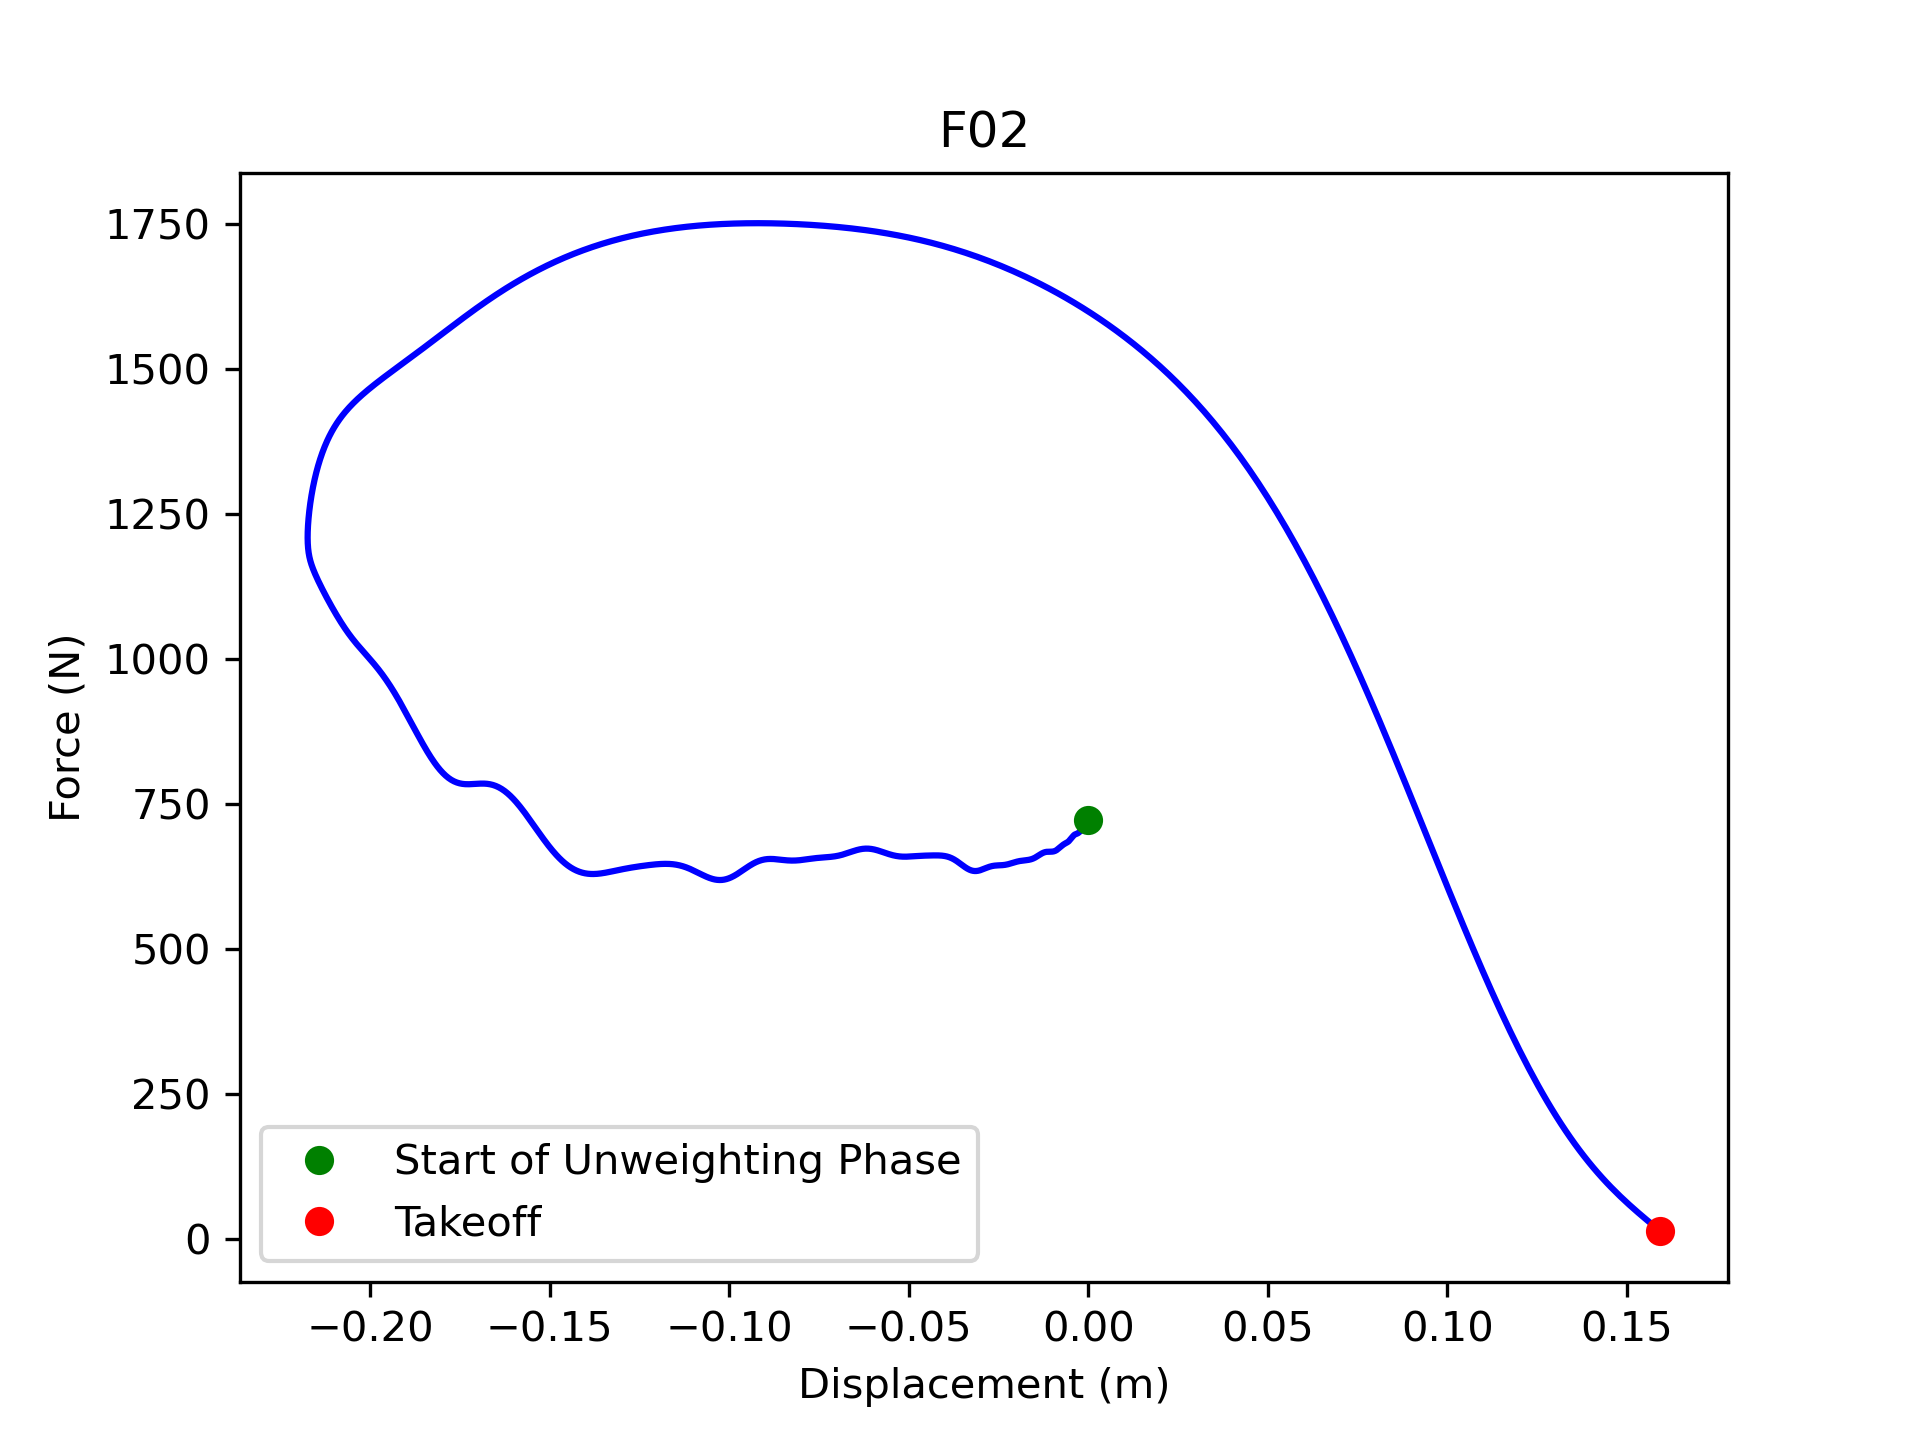 F02
1750
1500
1250
1000
750
500
250
0
Force (N)
Start of Unweighting Phase
Takeoff
−0.20 −0.15 −0.10 −0.05 0.00 0.05 0.10 0.15
Displacement (m)